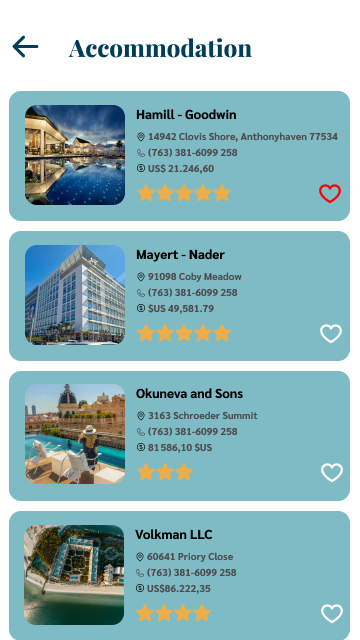 Accommodation
Hamill - Goodwin
14942 Clovis Shore, Anthonyhaven 77534
(763) 381-6099 258
US$ 21.246,60
Mayert - Nader
91098 Coby Meadow
(763) 381-6099 258
$US 49,581.79
Okuneva and Sons
3163 Schroeder Summit
(763) 381-6099 258
81 586,10 $US
Volkman LLC
60641 Priory Close
(763) 381-6099 258
US$86.222,35